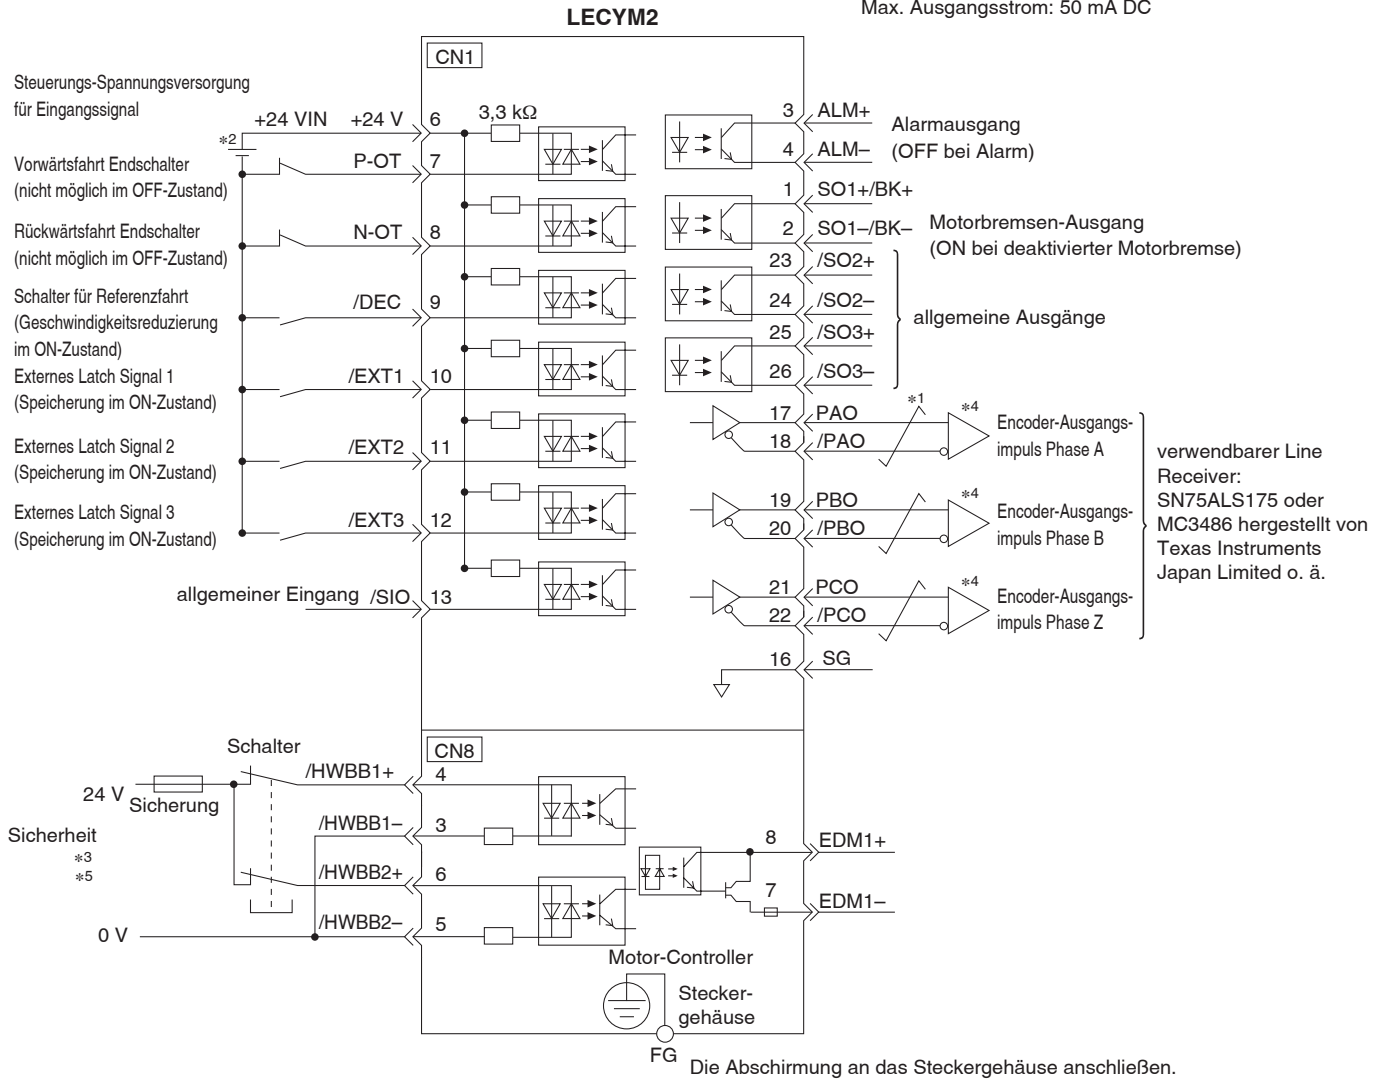 LECYM2
Max. Ausgangsstrom: 50 mA DC
CN1
Steuerungs-Spannungsversorgung
für Eingangssignal
+24 VIN
+24 V
6
3,3 kΩ
*2
Vorwärtsfahrt Endschalter
(nicht möglich im OFF-Zustand)
P-OT
7
Rückwärtsfahrt Endschalter
(nicht möglich im OFF-Zustand)
N-OT
8
Schalter für Referenzfahrt
(Geschwindigkeitsreduzierung
im ON-Zustand)
/DEC
9
Externes Latch Signal 1
(Speicherung im ON-Zustand)
/EXT1
10
Externes Latch Signal 2
(Speicherung im ON-Zustand)
/EXT2
11
Externes Latch Signal 3
(Speicherung im ON-Zustand)
/EXT3
12
allgemeiner Eingang
/SIO
13
3
ALM+
4
ALM–
Alarmausgang
(OFF bei Alarm)
1
SO1+/BK+
2
SO1–/BK–
Motorbremsen-Ausgang
(ON bei deaktivierter Motorbremse)
23
/SO2+
24
/SO2–
25
/SO3+
26
/SO3–
allgemeine Ausgänge
17
PAO
18
/PAO
*1
*4
Encoder-Ausgangs-
impuls Phase A
19
PBO
20
/PBO
*4
Encoder-Ausgangs-
impuls Phase B
21
PCO
22
/PCO
*4
Encoder-Ausgangs-
impuls Phase Z
verwendbarer Line
Receiver:
SN75ALS175 oder
MC3486 hergestellt von
Texas Instruments
Japan Limited o. ä.
16
SG
CN8
Schalter
24 V
Sicherung
Sicherheit
*3
*5
0 V
/HWBB1+
4
/HWBB1–
3
/HWBB2+
6
/HWBB2–
5
8
EDM1+
7
EDM1–
Motor-Controller
Stecker-
gehäuse
FG
Die Abschirmung an das Steckergehäuse anschließen.